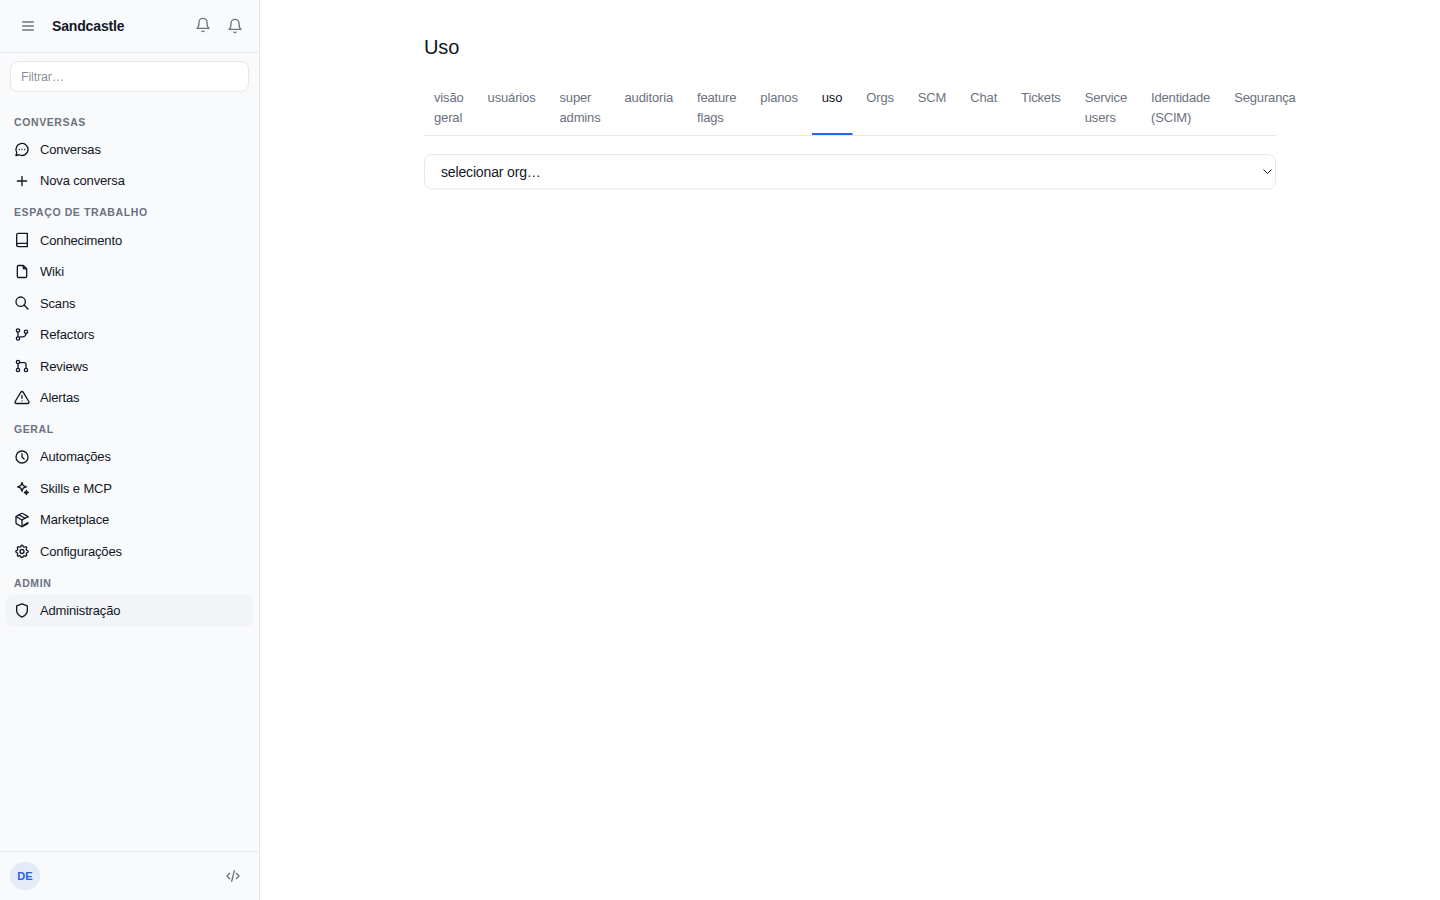 Sandcastle
Filtrar…
CONVERSAS
Conversas
Nova conversa
ESPAÇO DE TRABALHO
Conhecimento
Wiki
Scans
Refactors
Reviews
Alertas
GERAL
Automações
Skills e MCP
Marketplace
Configurações
ADMIN
Administração
DE
Uso
visão geral
usuários
super admins
auditoria
feature flags
planos
uso
Orgs
SCM
Chat
Tickets
Service users
Identidade (SCIM)
Segurança
selecionar org…